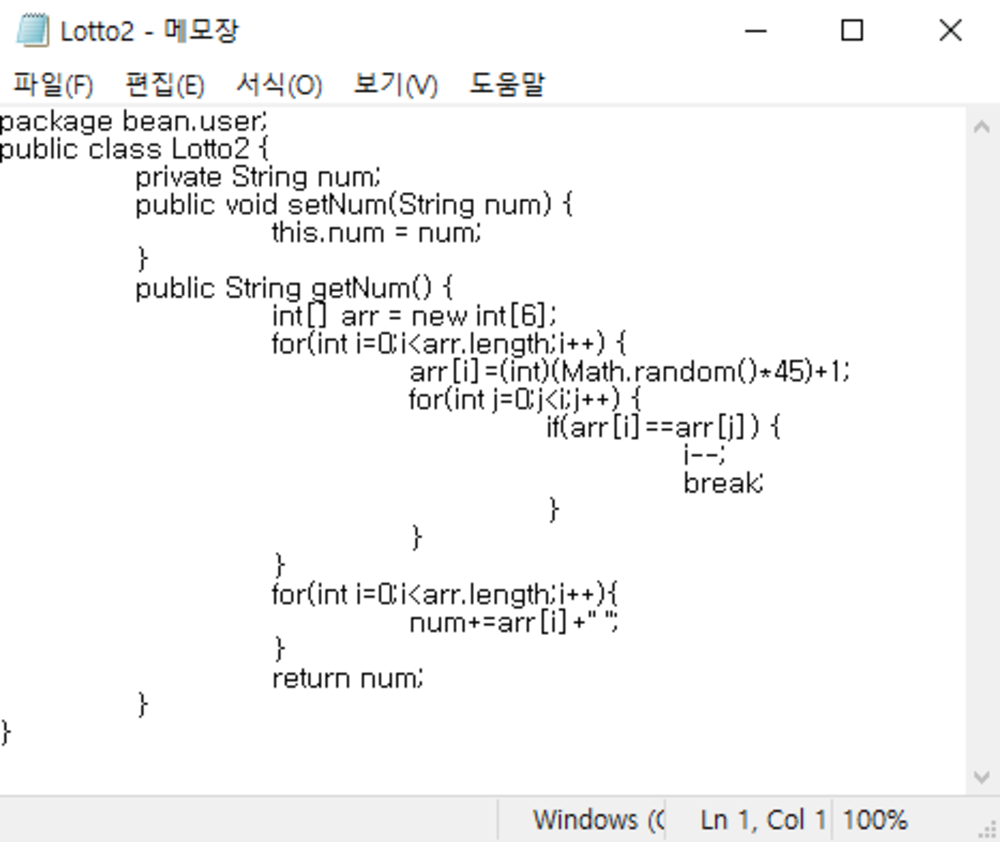 Lotto2 - 메모장
파일(F) 편집(E) 서식(O) 보기(V) 도움말
package bean.user;
public class Lotto2 {
private String num;
public void setNum(String num) {
this.num = num;
}
public String getNum() {
int[] arr = new int[6];
for(int i=0;i<arr.length;i++) {
arr[i]=(int)(Math.random()*45)+1;
for(int j=0;j<i;j++) {
if(arr[i]==arr[j]) {
i--;
break;
}
}
}
for(int i=0;i<arr.length;i++){
num+=arr[i]+" ";
}
return num;
}
}
Windows (C Ln 1, Col 1 100%